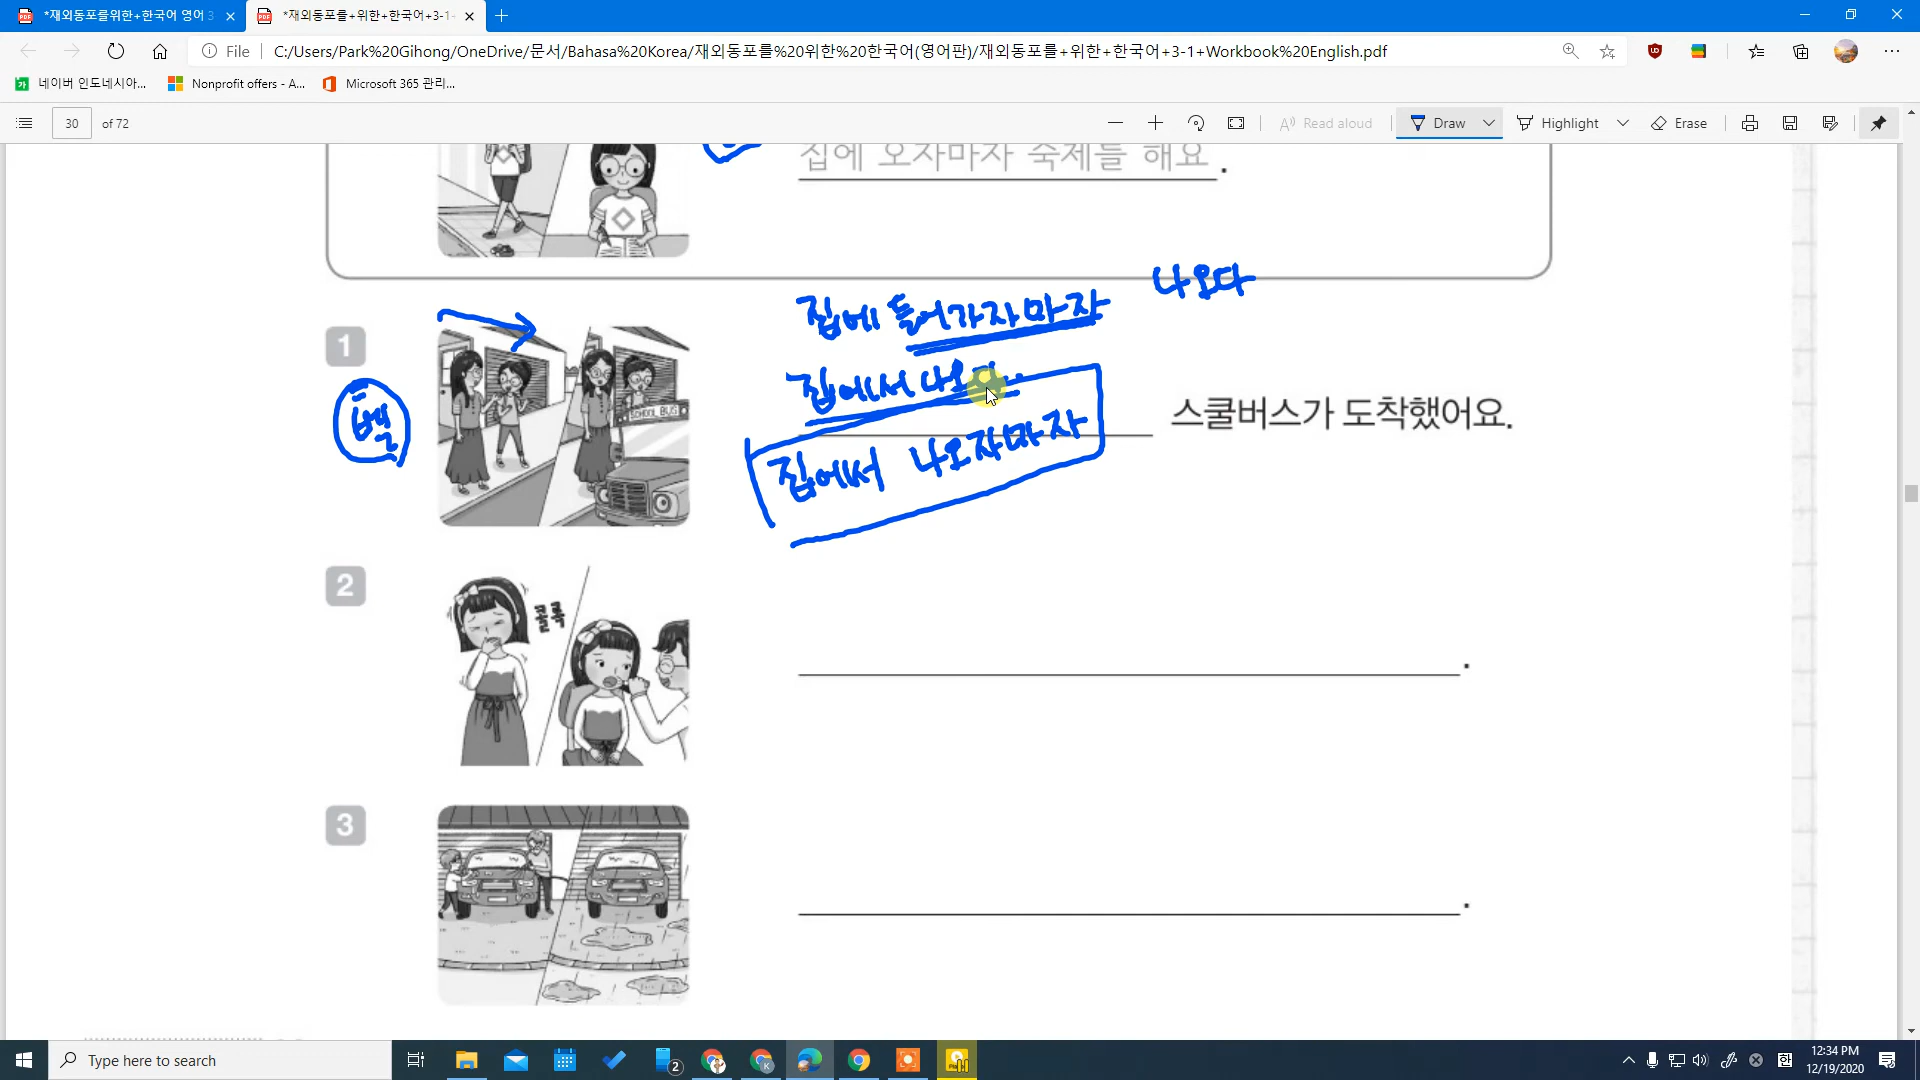 *재외동포를위한+한국어 영어 3
*재외동포를+위한+한국어+3-1-
File
C:/Users/Park%20Gihong/OneDrive/문서/Bahasa%20Korea/재외동포를%20위한%20한국어(영어판)/재외동포를+위한+한국어+3-1+Workbook%20English.pdf
네이버 인도네시아...
Nonprofit offers - A...
Microsoft 365 관리...
30 of 72
Read aloud
Draw
Highlight
Erase
집에 오자마자 숙제를 해요.
나오다
집에 들어가자마자
1
집에서 나오
스쿨버스가 도착했어요.
SCHOOL BUS
집에서 나오자마자
2
콜록
3
Type here to search
2
한
12:34 PM
12/19/2020